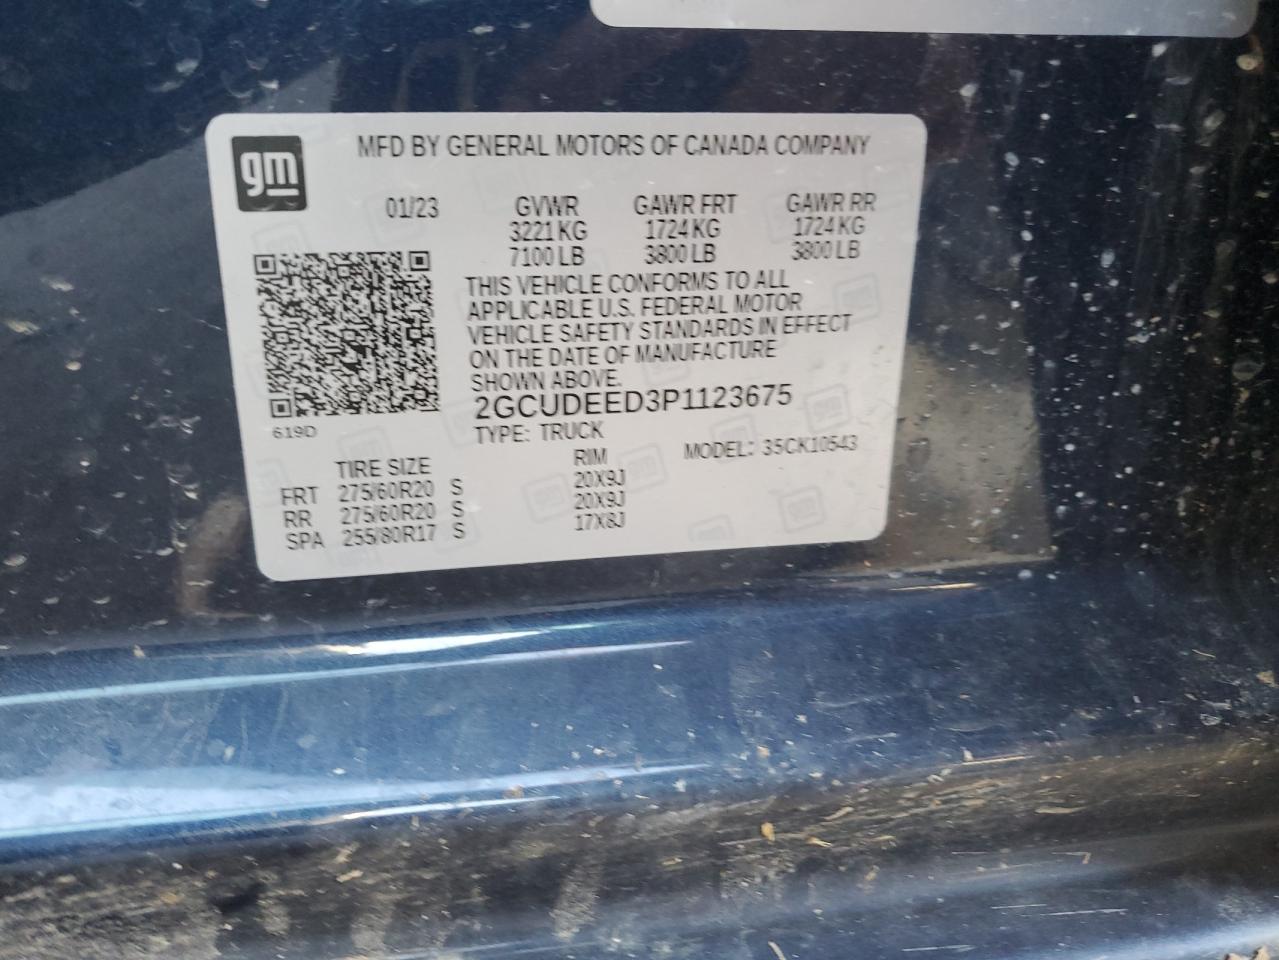 gm
MFD BY GENERAL MOTORS OF CANADA COMPANY
01/23 GVWR GAWR FRT GAWR RR
3221 KG 1724 KG 1724 KG
7100 LB 3800 LB 3800 LB
THIS VEHICLE CONFORMS TO ALL
APPLICABLE U.S. FEDERAL MOTOR
VEHICLE SAFETY STANDARDS IN EFFECT
ON THE DATE OF MANUFACTURE
SHOWN ABOVE.
2GCUDEED3P1123675
619D
TYPE: TRUCK MODEL: 35CK10543
TIRE SIZE RIM
FRT 275/60R20 S 20X9J
RR 275/60R20 S 20X9J
SPA 255/80R17 S 17X8J